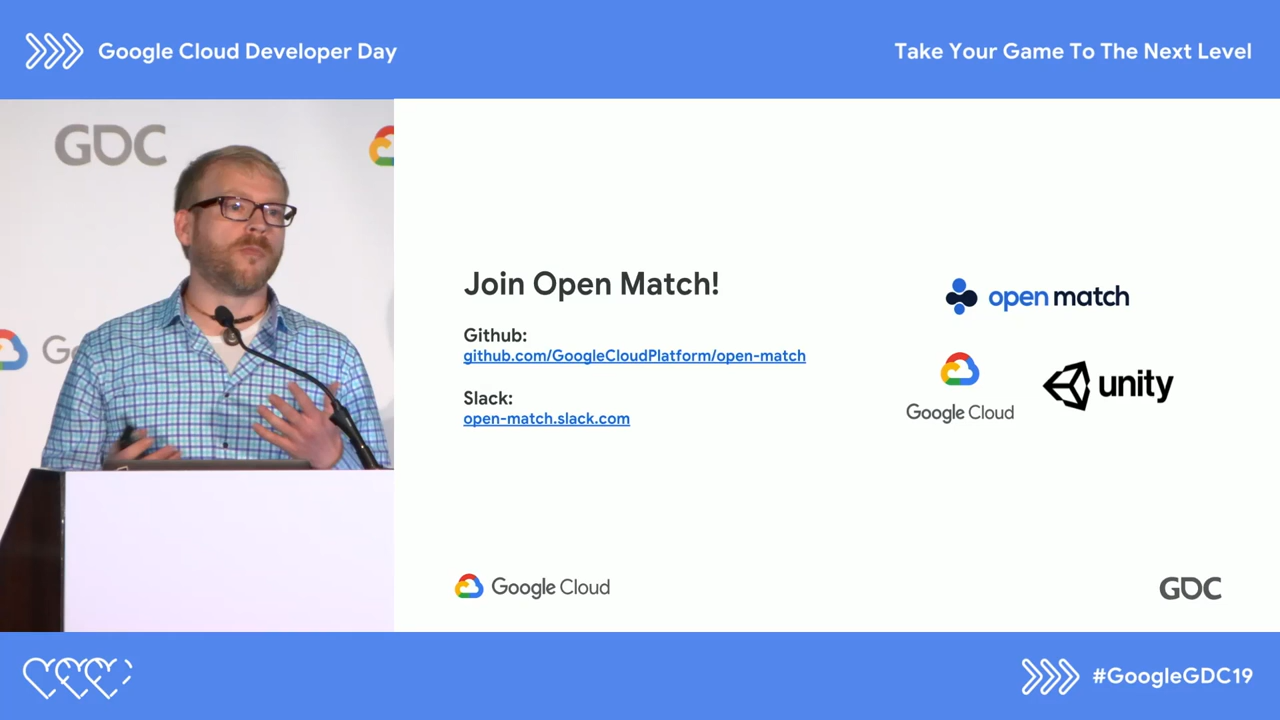 Google Cloud Developer Day
Take Your Game To The Next Level
GDC
Go
Join Open Match!
Github:
github.com/GoogleCloudPlatform/open-match
Slack:
open-match.slack.com
open match
Google Cloud
unity
Google Cloud
GDC
#GoogleGDC19